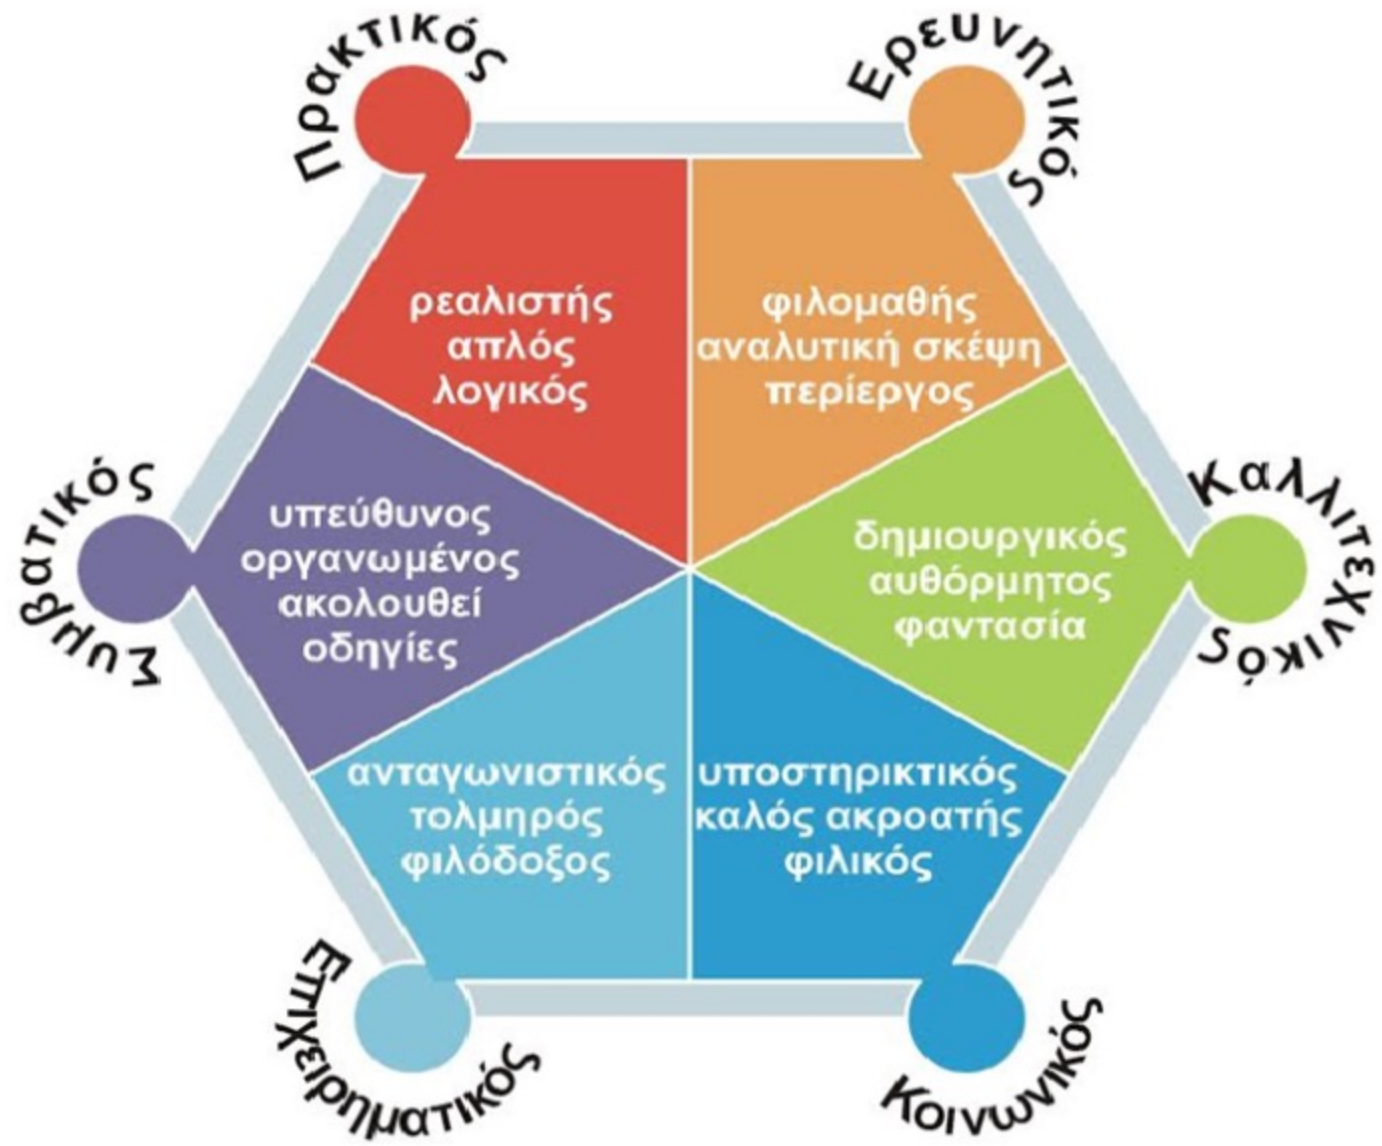 Πρακτικός
Ερευνητικός
ρεαλιστής
απλός
λογικός
φιλομαθής
αναλυτική σκέψη
περίεργος
Συμβατικός
υπεύθυνος
οργανωμένος
ακολουθεί
οδηγίες
δημιουργικός
αυθόρμητος
φαντασία
Καλλιτεχνικός
ανταγωνιστικός
τολμηρός
φιλόδοξος
υποστηρικτικός
καλός ακροατής
φιλικός
Επιχειρηματικός
Κοινωνικός